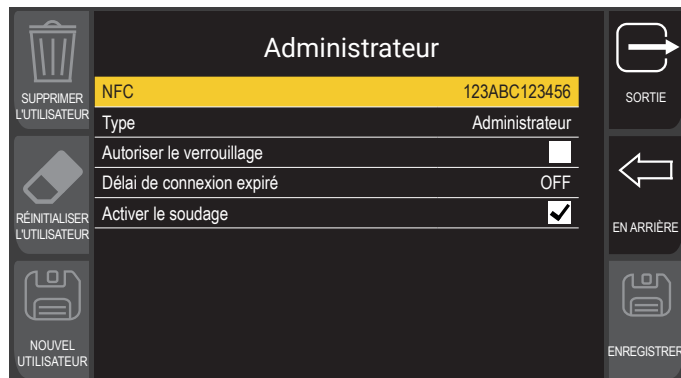 Administrateur
SUPPRIMER
L'UTILISATEUR
RÉINITIALISER
L'UTILISATEUR
NOUVEL
UTILISATEUR
NFC 123ABC123456
Type Administrateur
Autoriser le verrouillage
Délai de connexion expiré OFF
Activer le soudage
SORTIE
EN ARRIÈRE
ENREGISTRER